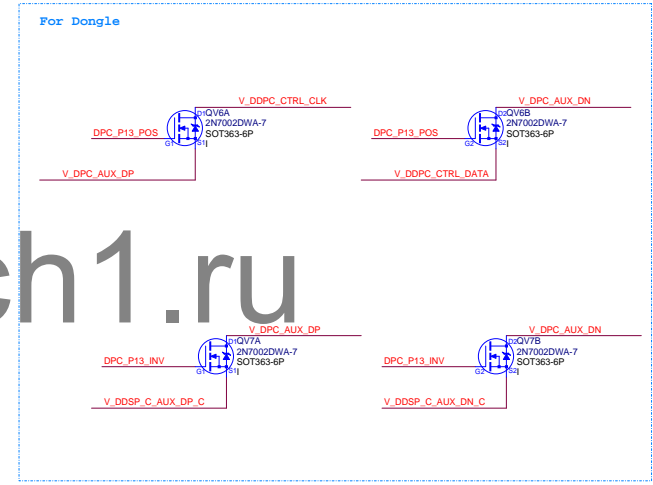 For Dongle
V_DDPC_CTRL_CLK
D1QV6A
2N7002DWA-7
SOT363-6P
DPC_P13_POS
G1
S1
V_DPC_AUX_DP
V_DPC_AUX_DN
D2QV6B
2N7002DWA-7
SOT363-6P
DPC_P13_POS
G2
S2
V_DDPC_CTRL_DATA
ch1.ru
V_DPC_AUX_DP
D1QV7A
2N7002DWA-7
SOT363-6P
DPC_P13_INV
G1
S1
V_DDSP_C_AUX_DP_C
V_DPC_AUX_DN
D2QV7B
2N7002DWA-7
SOT363-6P
DPC_P13_INV
G2
S2
V_DDSP_C_AUX_DN_C